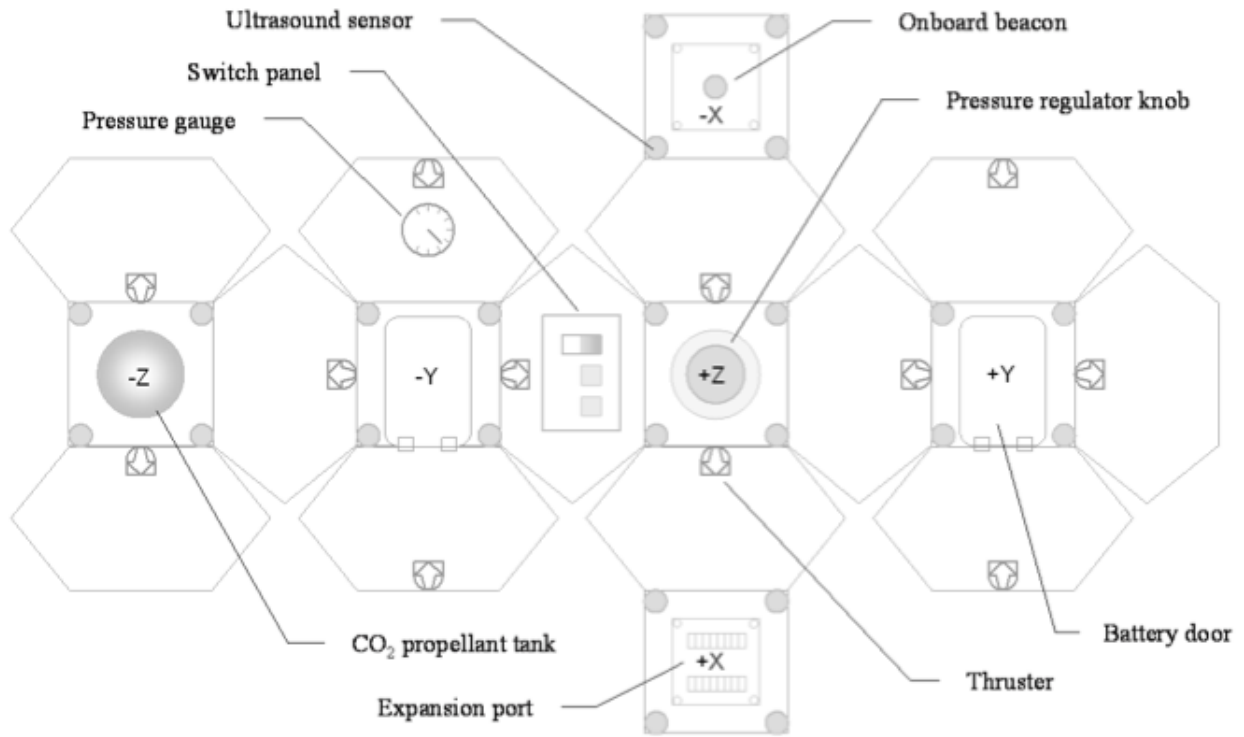 Ultrasound sensor
Onboard beacon
Switch panel
Pressure regulator knob
Pressure gauge
-X
-Z
-Y
+Z
+Y
CO₂ propellant tank
Battery door
+X
Thruster
Expansion port